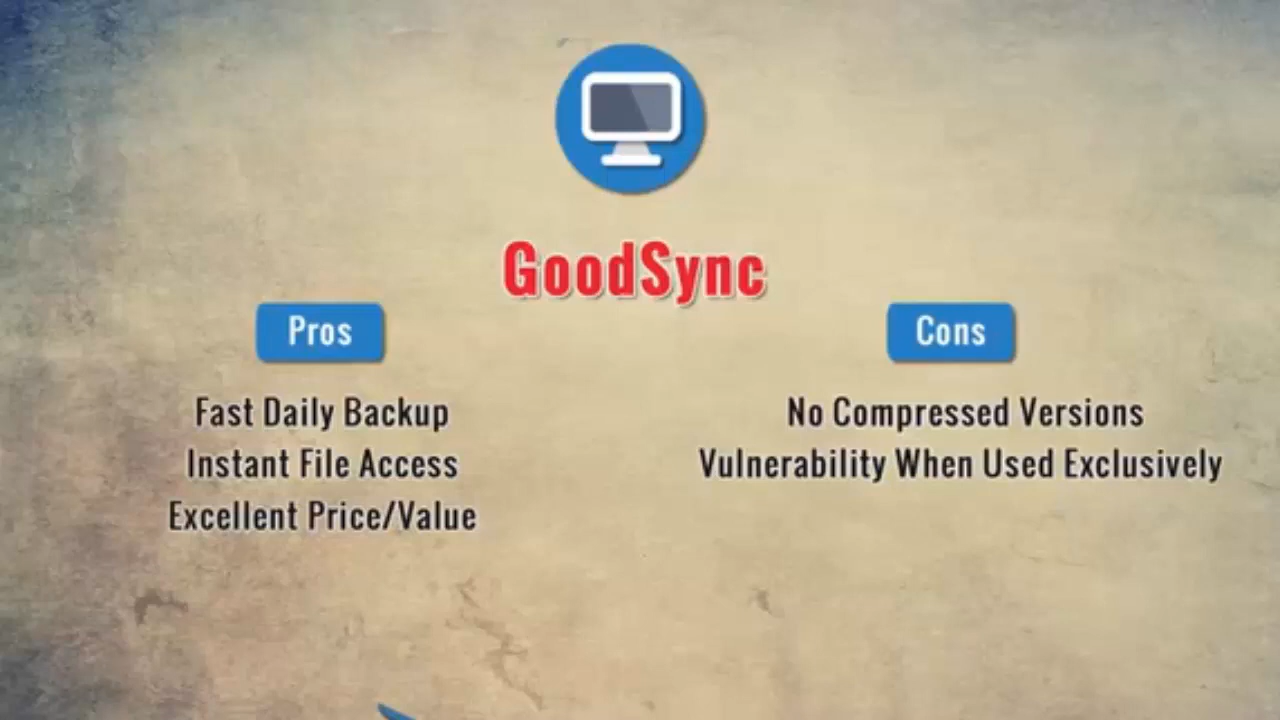 GoodSync
Pros
Fast Daily Backup
Instant File Access
Excellent Price/Value
Cons
No Compressed Versions
Vulnerability When Used Exclusively